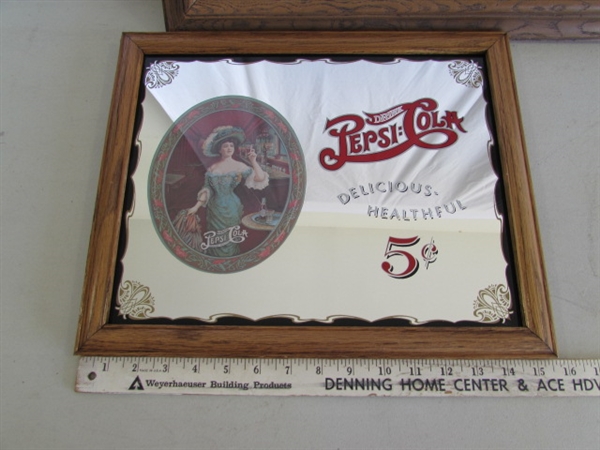 DRINK
PEPSI:COLA
DELICIOUS.
HEALTHFUL
5¢
PEPSI:COLA
1 2 3 4 5 6 7 8 9 10 11 12 13 14 15 16
Weyerhaeuser Building Products DENNING HOME CENTER & ACE HDW